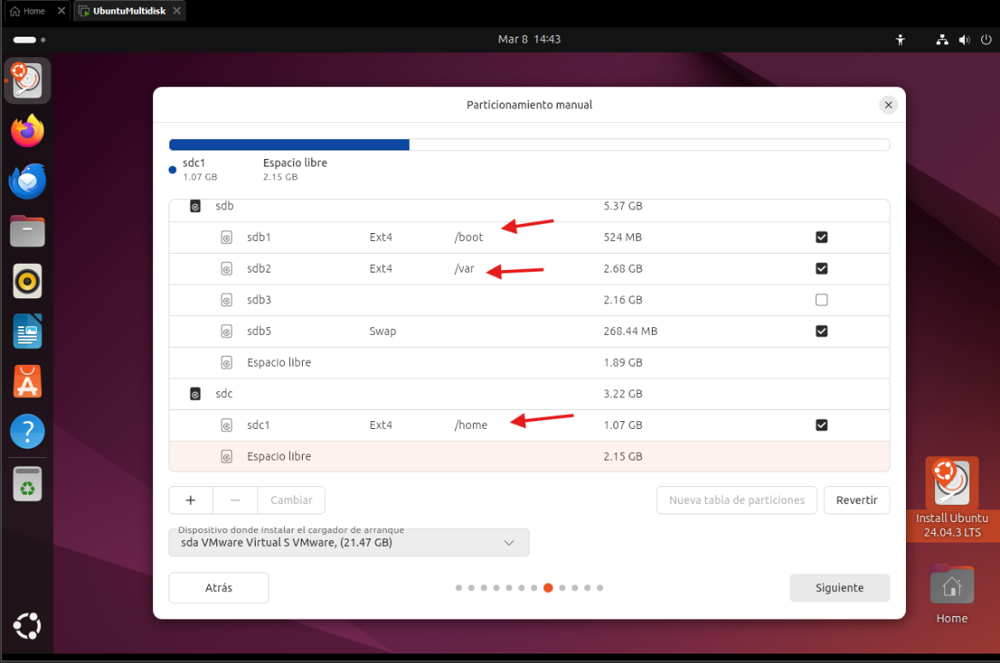 Home
UbuntuMultidisk
Mar 8 14:43
Particionamiento manual
sdc1 Espacio libre
1.07 GB 2.15 GB
sdb 5.37 GB
sdb1 Ext4 /boot 524 MB
sdb2 Ext4 /var 2.68 GB
sdb3 2.16 GB
sdb5 Swap 268.44 MB
Espacio libre 1.89 GB
sdc 3.22 GB
sdc1 Ext4 /home 1.07 GB
Espacio libre 2.15 GB
+ − Cambiar Nueva tabla de particiones Revertir
Dispositivo donde instalar el cargador de arranque
sda VMware Virtual S VMware, (21.47 GB)
Atrás Siguiente
Install Ubuntu
24.04.3 LTS
Home